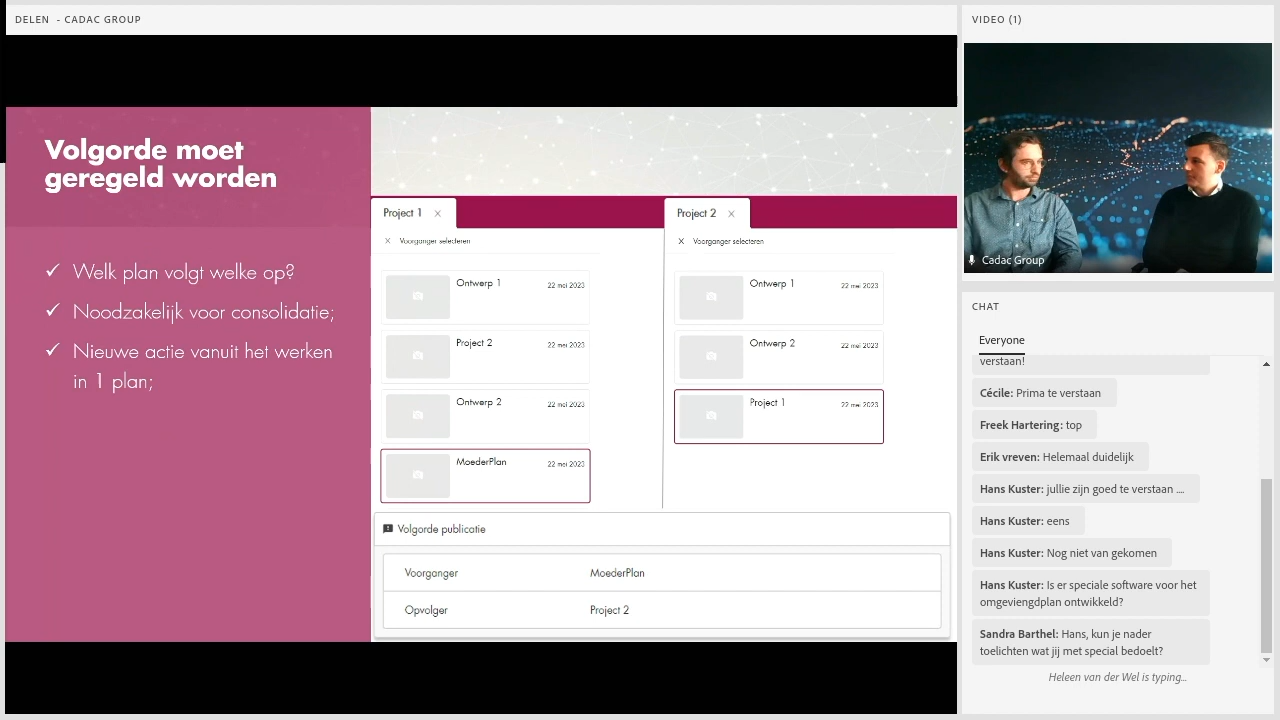 DELEN - CADAC GROUP
Volgorde moet
geregeld worden
Welk plan volgt welke op?
Noodzakelijk voor consolidatie;
Nieuwe actie vanuit het werken
in 1 plan;
Project 1
Voorganger selecteren
Ontwerp 1
22 mei 2023
Project 2
22 mei 2023
Ontwerp 2
22 mei 2023
MoederPlan
22 mei 2023
Project 2
Voorganger selecteren
Ontwerp 1
22 mei 2023
Ontwerp 2
22 mei 2023
Project 1
22 mei 2023
Volgorde publicatie
Voorganger MoederPlan
Opvolger Project 2
VIDEO (1)
Cadac Group
CHAT
Everyone
verstaan!
Cécile: Prima te verstaan
Freek Hartering: top
Erik vreven: Helemaal duidelijk
Hans Kuster: jullie zijn goed te verstaan ....
Hans Kuster: eens
Hans Kuster: Nog niet van gekomen
Hans Kuster: Is er speciale software voor het
omgeviengdplan ontwikkeld?
Sandra Barthel: Hans, kun je nader
toelichten wat jij met special bedoelt?
Heleen van der Wel is typing...